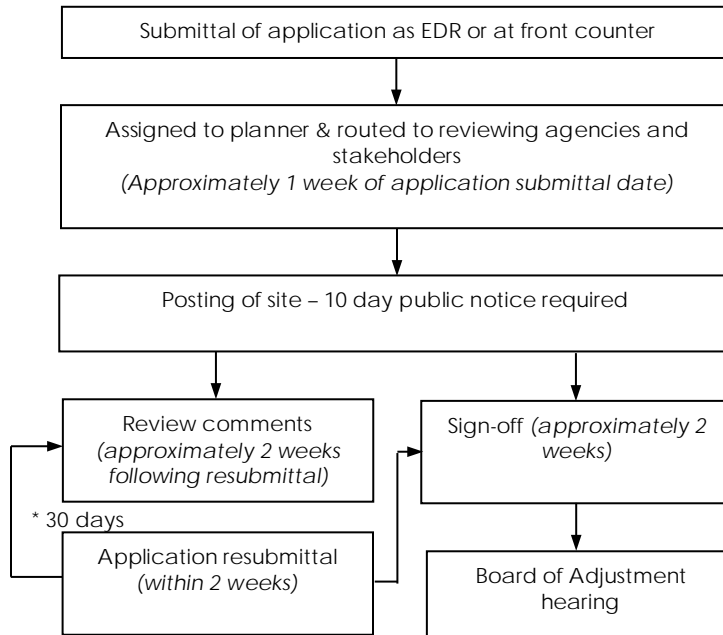 Submittal of application as EDR or at front counter
Assigned to planner & routed to reviewing agencies and
stakeholders
(Approximately 1 week of application submittal date)
Posting of site – 10 day public notice required
Review comments
(approximately 2 weeks
following resubmittal)
Sign-off (approximately 2
weeks)
* 30 days
Application resubmittal
(within 2 weeks)
Board of Adjustment
hearing